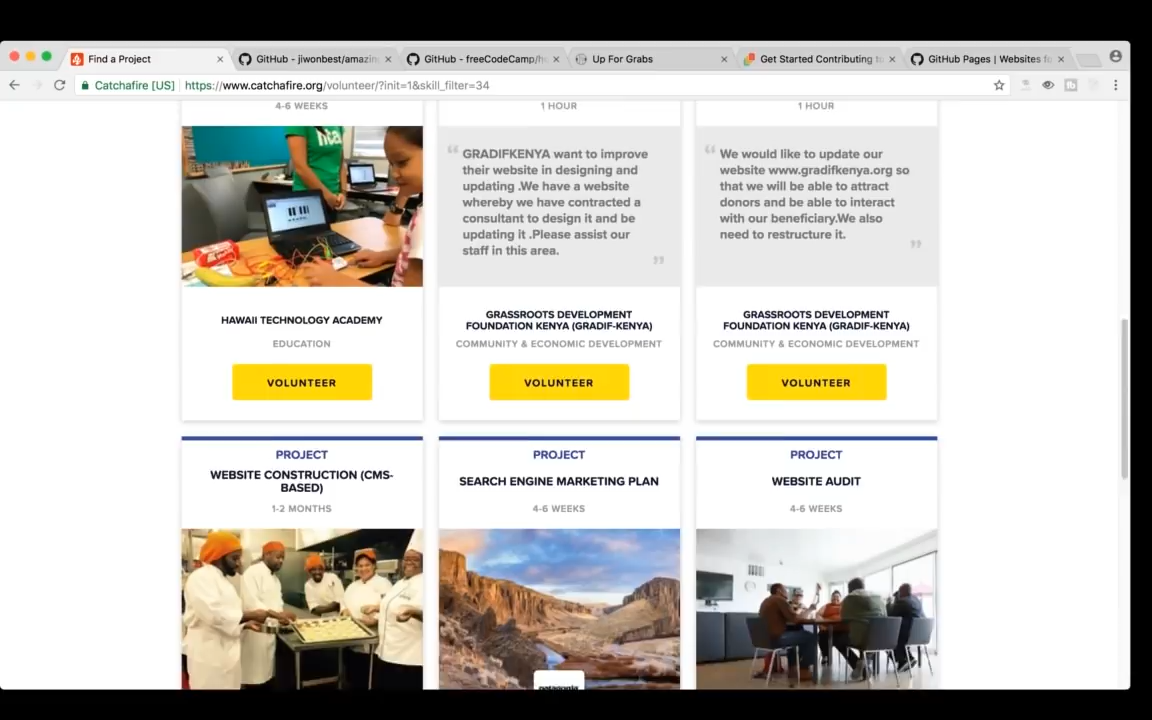 Find a Project
GitHub - jiwonbest/amazin
GitHub - freeCodeCamp/h
Up For Grabs
Get Started Contributing t
GitHub Pages | Websites fo
Catchafire [US]
https://www.catchafire.org/volunteer/?init=1&skill_filter=34
4-6 WEEKS
1 HOUR
1 HOUR
GRADIFKENYA want to improve
their website in designing and
updating .We have a website
whereby we have contracted a
consultant to design it and be
updating it .Please assist our
staff in this area.
We would like to update our
website www.gradifkenya.org so
that we will be able to attract
donors and be able to interact
with our beneficiary.We also
need to restructure it.
HAWAII TECHNOLOGY ACADEMY
EDUCATION
VOLUNTEER
GRASSROOTS DEVELOPMENT
FOUNDATION KENYA (GRADIF-KENYA)
COMMUNITY & ECONOMIC DEVELOPMENT
VOLUNTEER
GRASSROOTS DEVELOPMENT
FOUNDATION KENYA (GRADIF-KENYA)
COMMUNITY & ECONOMIC DEVELOPMENT
VOLUNTEER
PROJECT
WEBSITE CONSTRUCTION (CMS-
BASED)
1-2 MONTHS
PROJECT
SEARCH ENGINE MARKETING PLAN
4-6 WEEKS
PROJECT
WEBSITE AUDIT
4-6 WEEKS